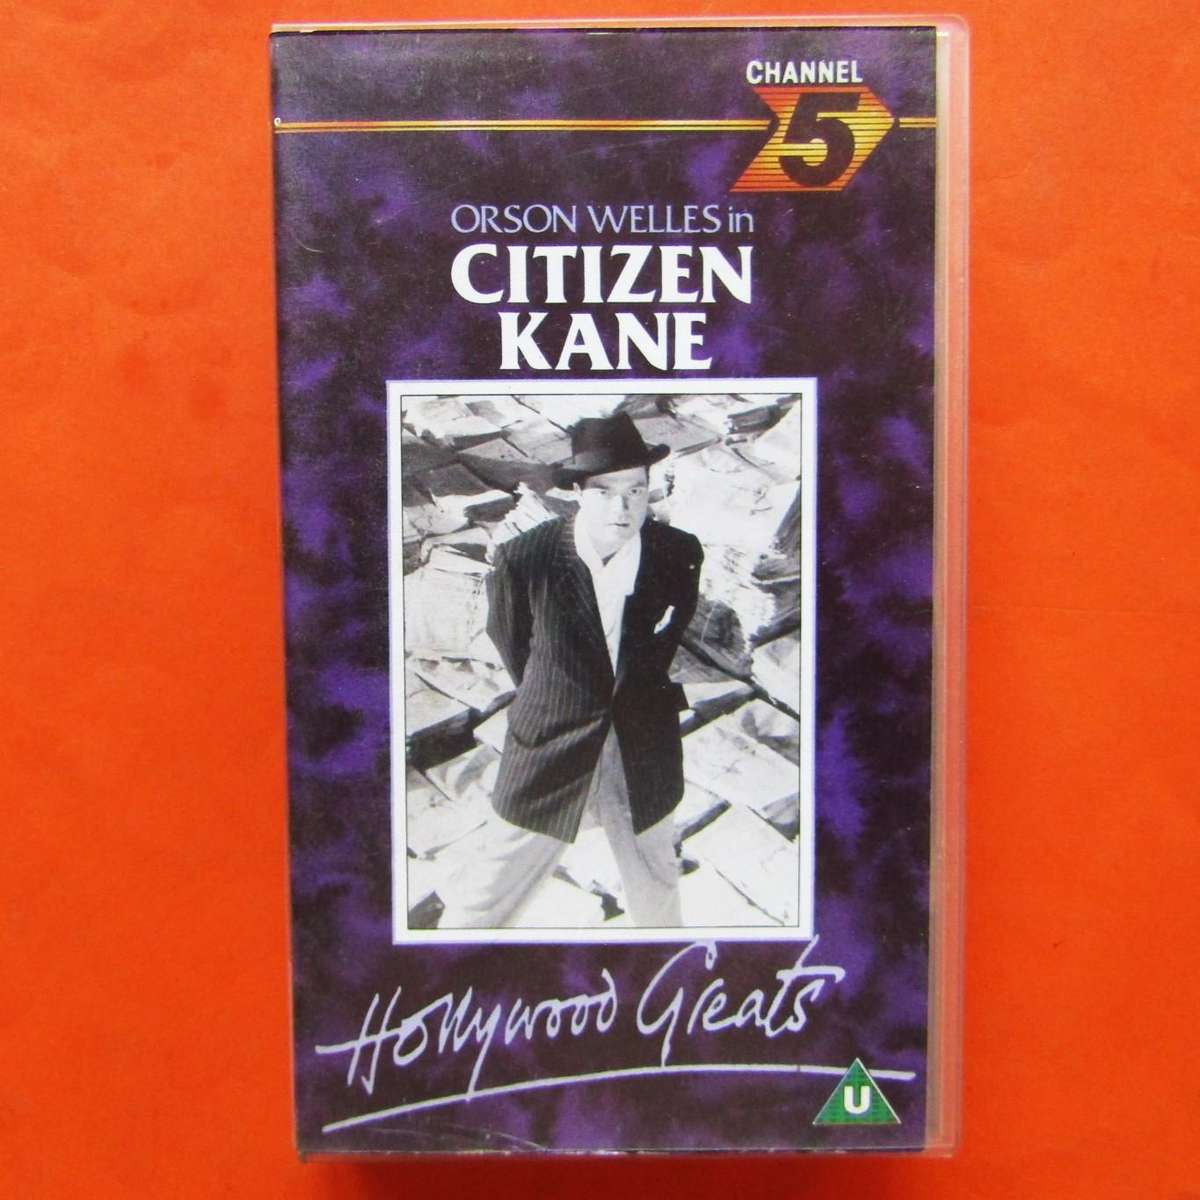 CHANNEL
5
ORSON WELLES in
CITIZEN
KANE
Hollywood Greats
U